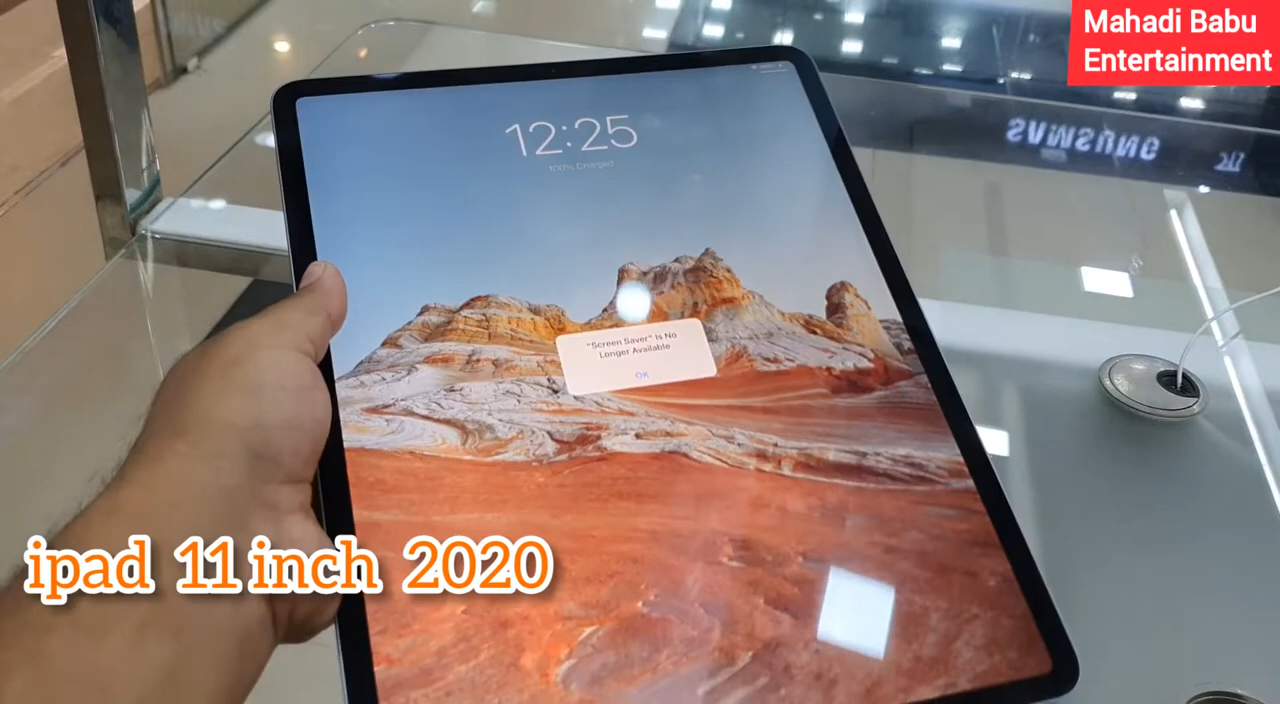 Mahadi Babu
Entertainment
SAMSUNG
12:25
100% Charged
"Screen Saver" Is No
Longer Available
OK
ipad 11 inch 2020